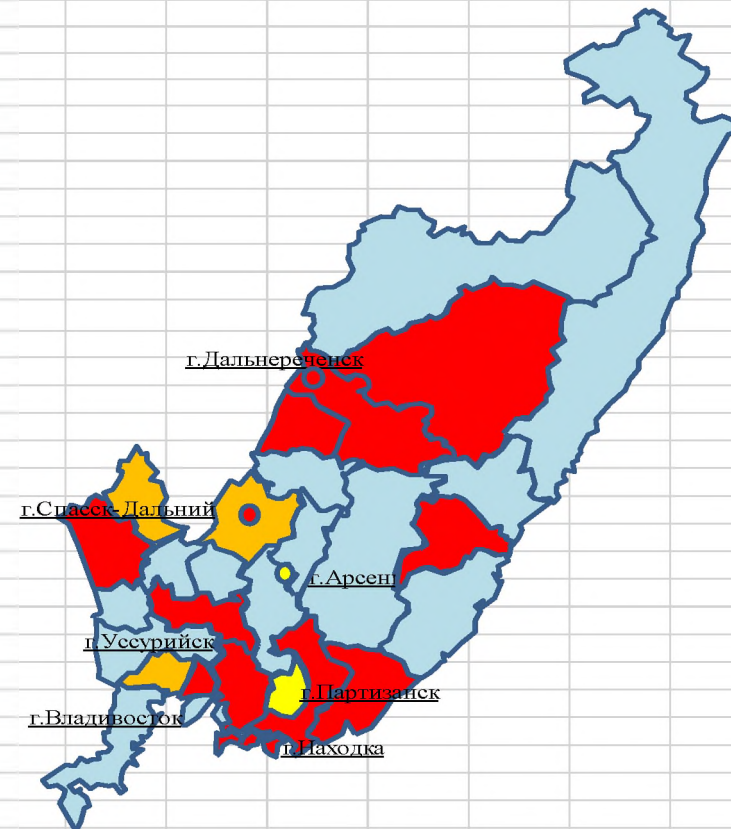 г.Дальнереченск
г.Спасск-Дальний
г.Арсен
г.Уссурийск
г.Партизанск
г.Владивосток
г.Находка